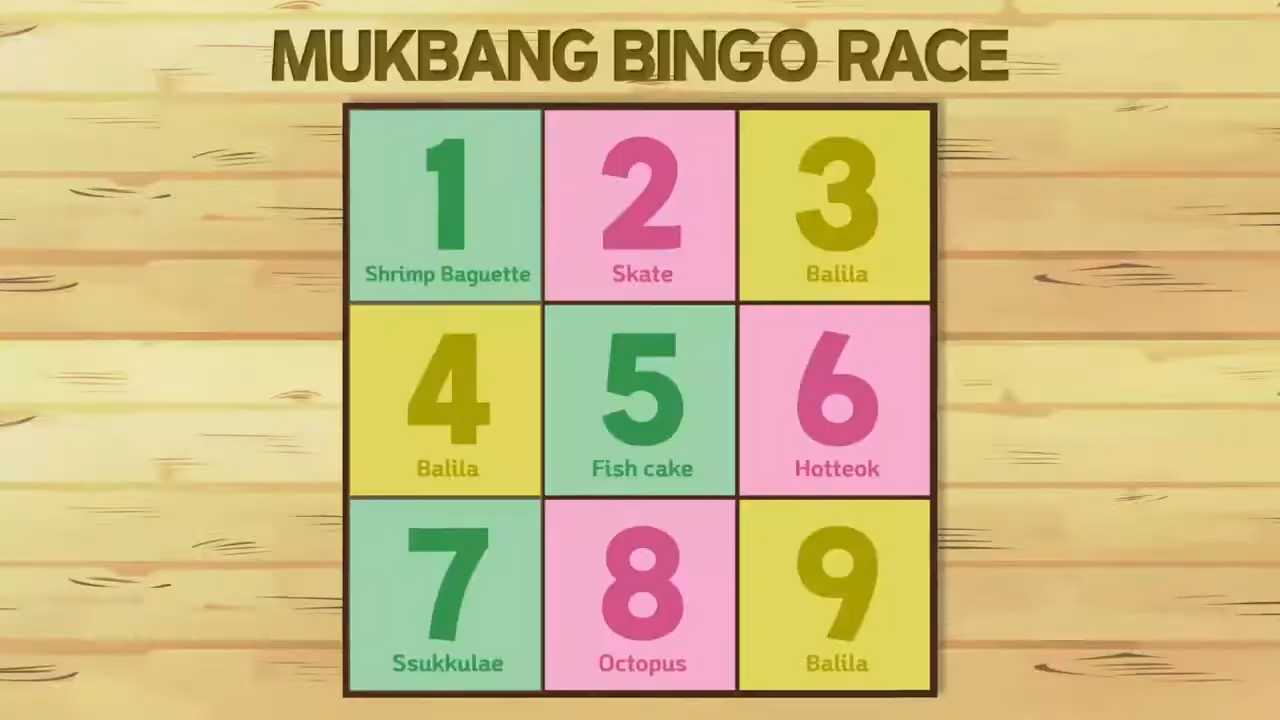 MUKBANG BINGO RACE
1
Shrimp Baguette
2
Skate
3
Balila
4
Balila
5
Fish cake
6
Hotteok
7
Ssukkulae
8
Octopus
9
Balila